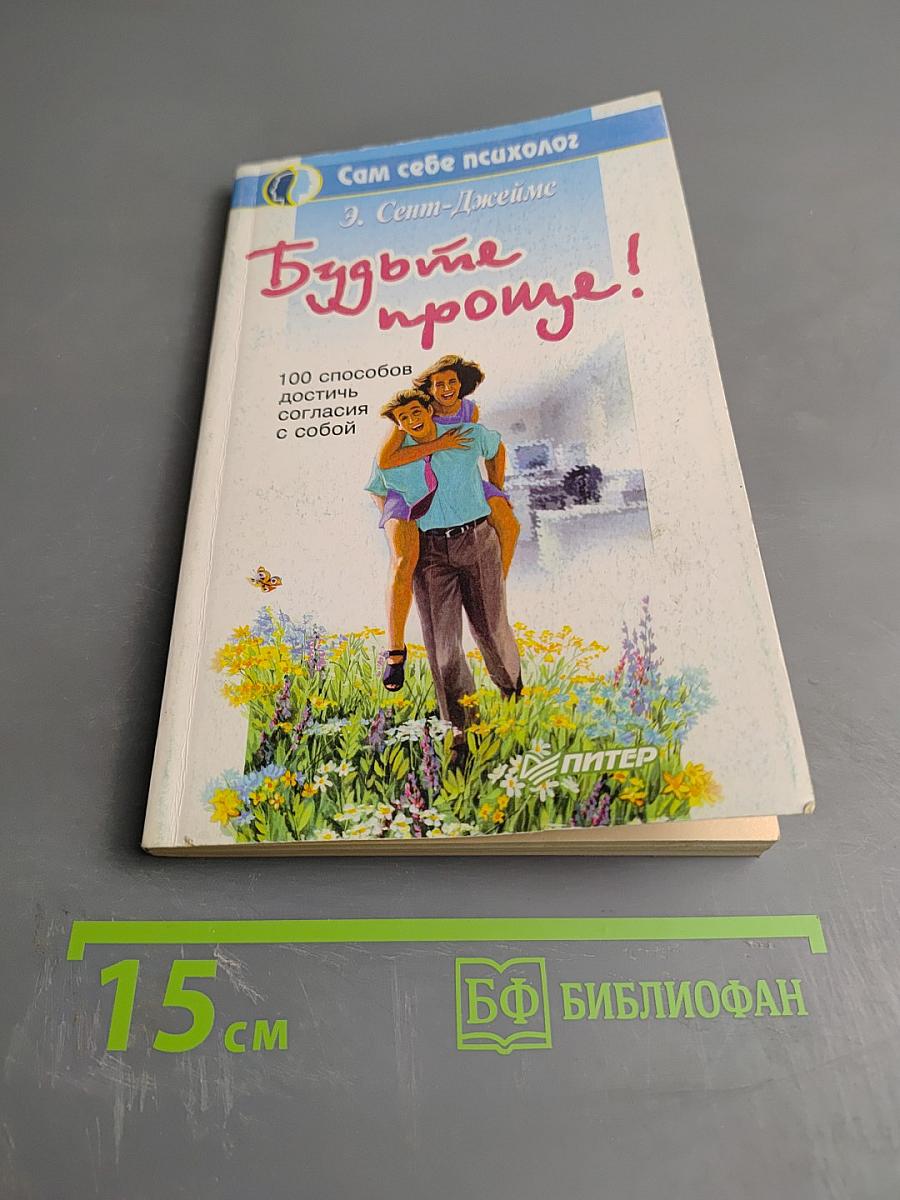 Сам себе психолог
Э. Сент-Джеймс
Будьте
проще!
100 способов
достичь
согласия
с собой
ПИТЕР
15 см
БФ БИБЛИОФАН